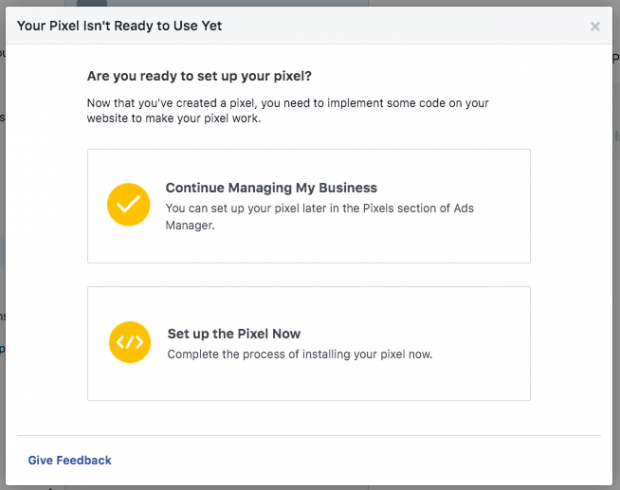 Your Pixel Isn't Ready to Use Yet
Are you ready to set up your pixel?
Now that you've created a pixel, you need to implement some code on your
website to make your pixel work.
Continue Managing My Business
You can set up your pixel later in the Pixels section of Ads
Manager.
Set up the Pixel Now
Complete the process of installing your pixel now.
Give Feedback